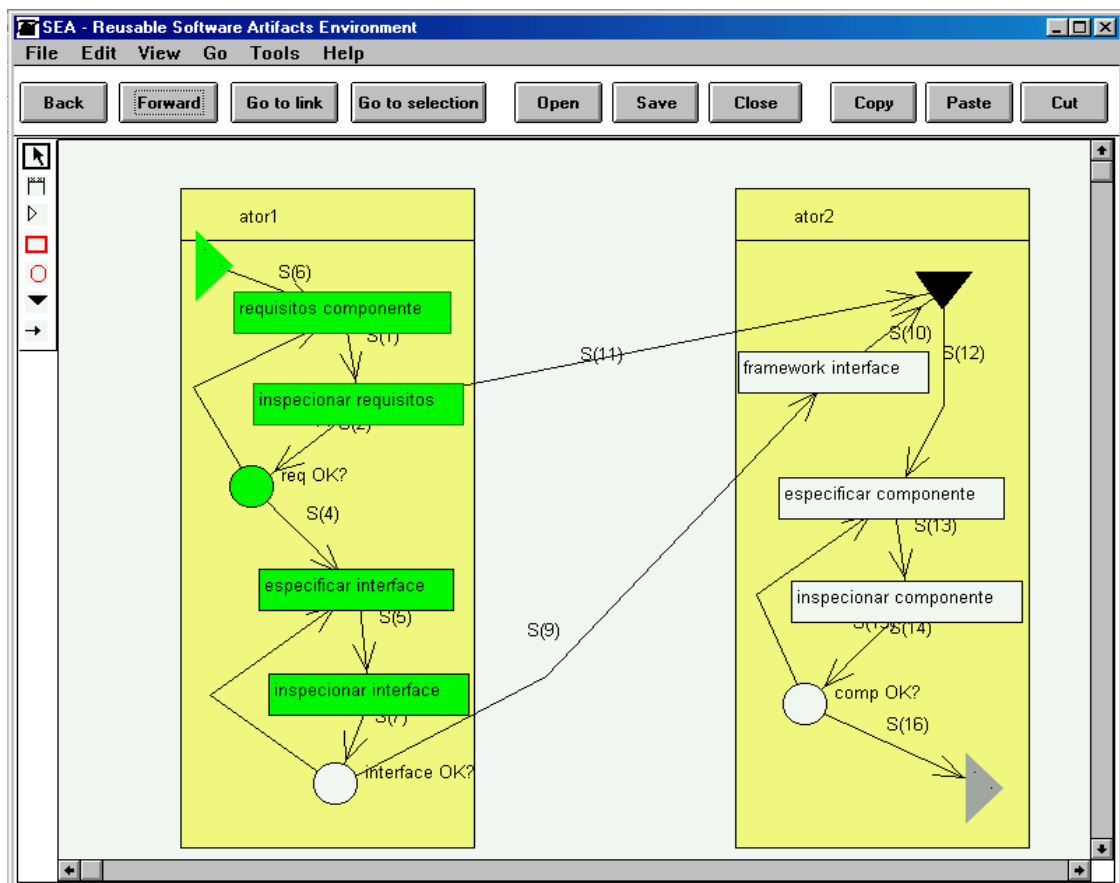 SEA - Reusable Software Artifacts Environment
File Edit View Go Tools Help
Back Forward Go to link Go to selection Open Save Close Copy Paste Cut
ator1
S(6)
requisitos componente
S(1)
inspecionar requisitos
S(2)
req OK?
S(4)
especificar interface
S(5)
inspecionar interface
S(7)
interface OK?
S(11)
S(9)
ator2
S(10)
S(12)
framework interface
especificar componente
S(13)
inspecionar componente
S(14)
comp OK?
S(16)